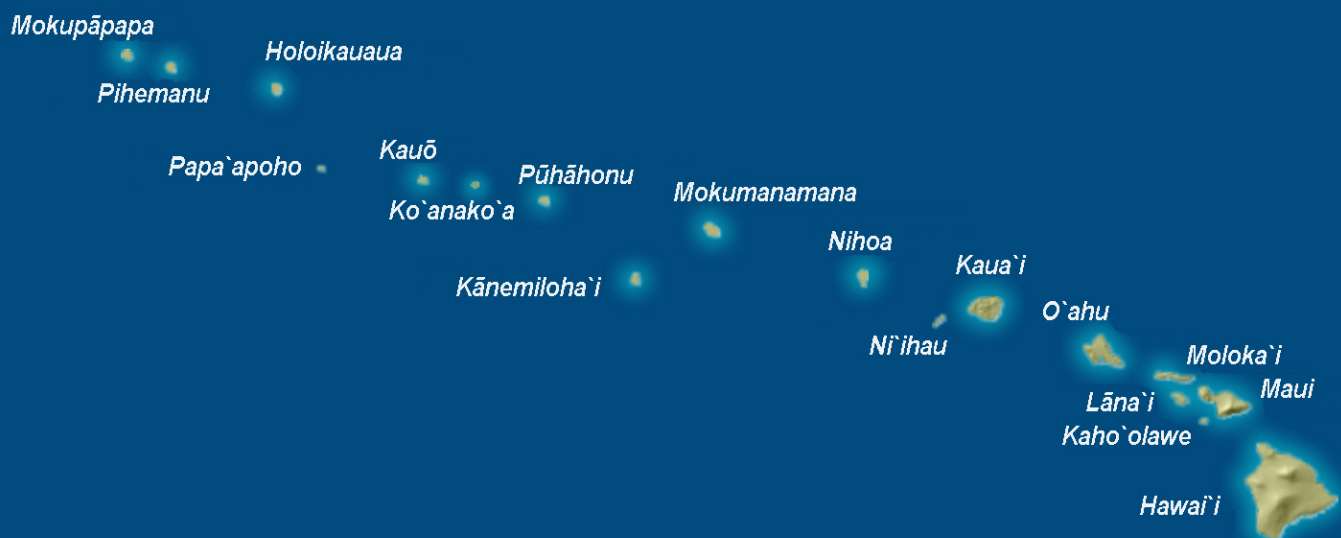 Mokupāpapa
Pihemanu
Holoikauaua
Papa`apoho
Kauō
Ko`anako`a
Pūhāhonu
Kānemiloha`i
Mokumanamana
Nihoa
Ni`ihau
Kaua`i
O`ahu
Moloka`i
Lāna`i
Maui
Kaho`olawe
Hawai`i